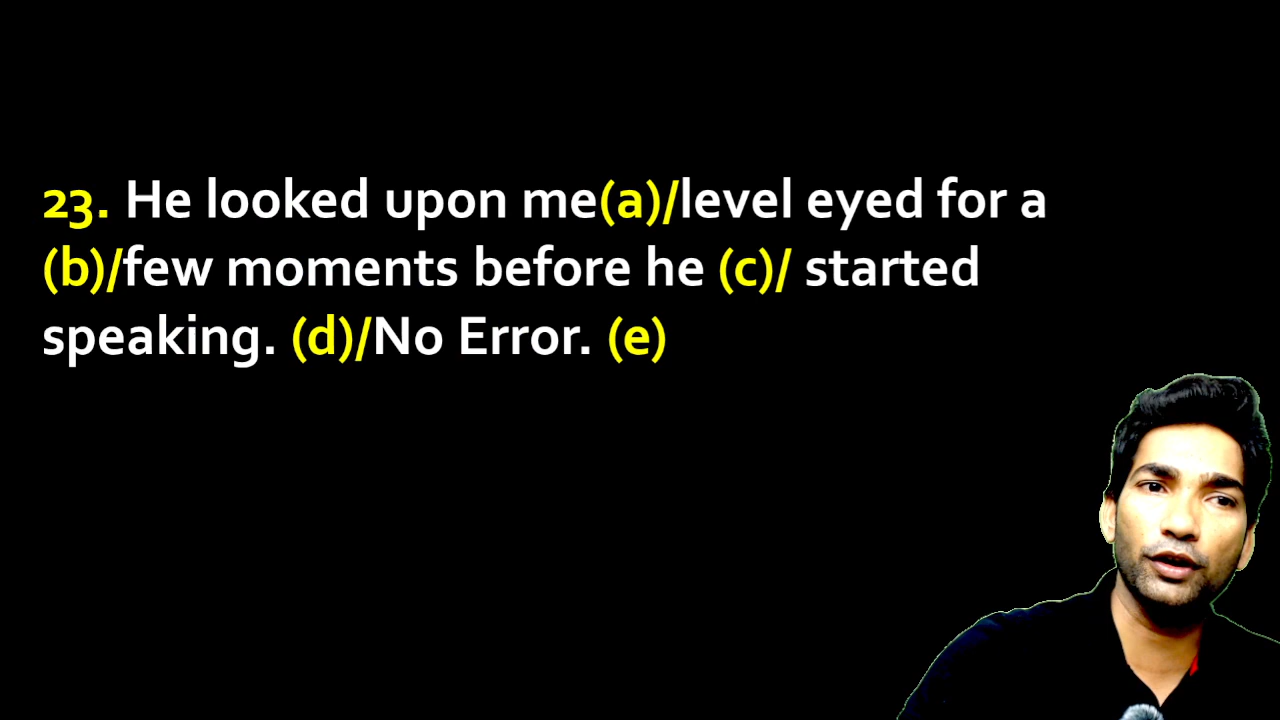 23. He looked upon me(a)/level eyed for a
(b)/few moments before he (c)/ started
speaking. (d)/No Error. (e)